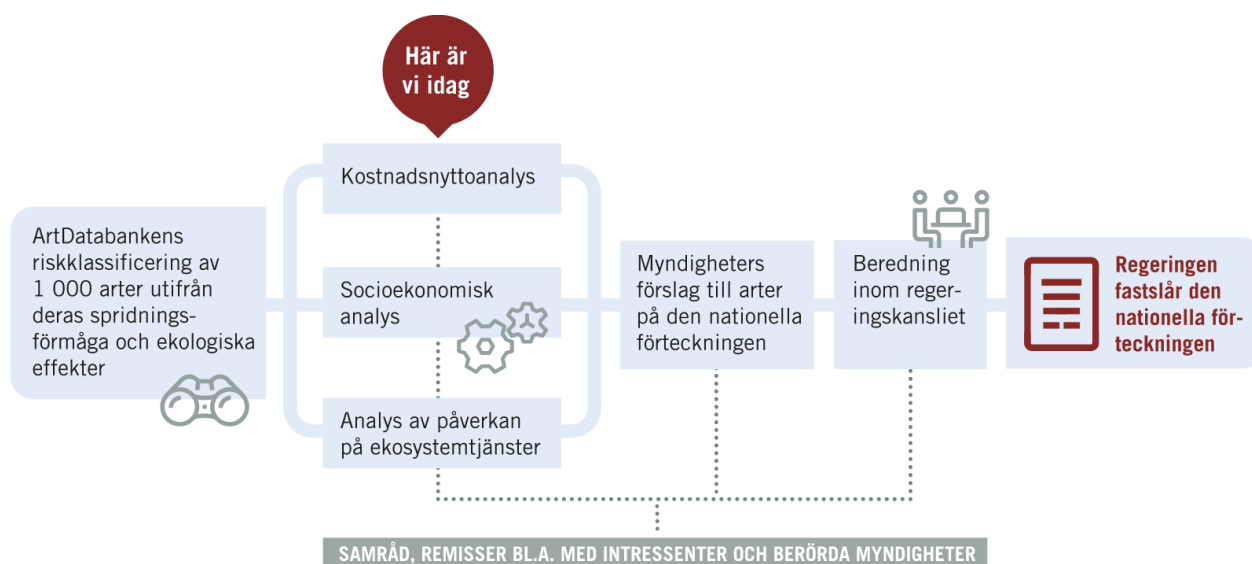 Här är
vi idag
Kostnadsnyttoanalys
ArtDatabankens
riskklassificering av
1 000 arter utifrån
deras spridnings-
förmåga och ekologiska
effekter
Socioekonomisk
analys
Analys av påverkan
på ekosystemtjänster
Myndigheters
förslag till arter
på den nationella
förteckningen
Beredning
inom reger-
ingskansliet
Regeringen
fastslår den
nationella för-
teckningen
SAMRÅD, REMISSER BL.A. MED INTRESSENTER OCH BERÖRDA MYNDIGHETER